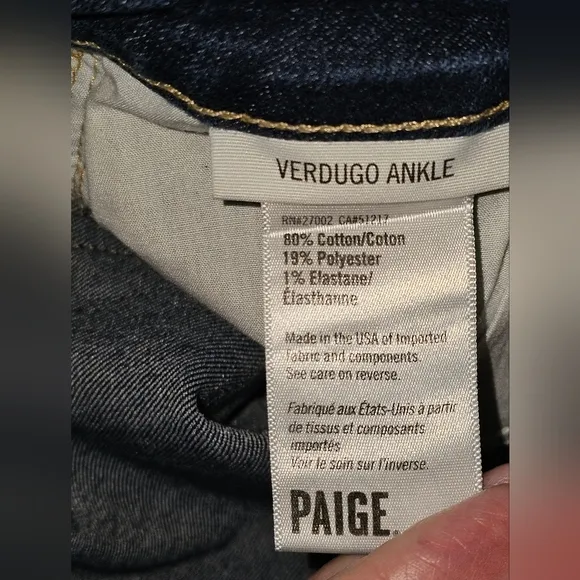 VERDUGO ANKLE
RN#27002 CA#51217
80% Cotton/Coton
19% Polyester
1% Elastane/
Élasthanne
Made in the USA of Imported
fabric and components.
See care on reverse.
Fabriqué aux États-Unis à partir
de tissus et composants
importés
Voir le soin sur l'inverse.
PAIGE.